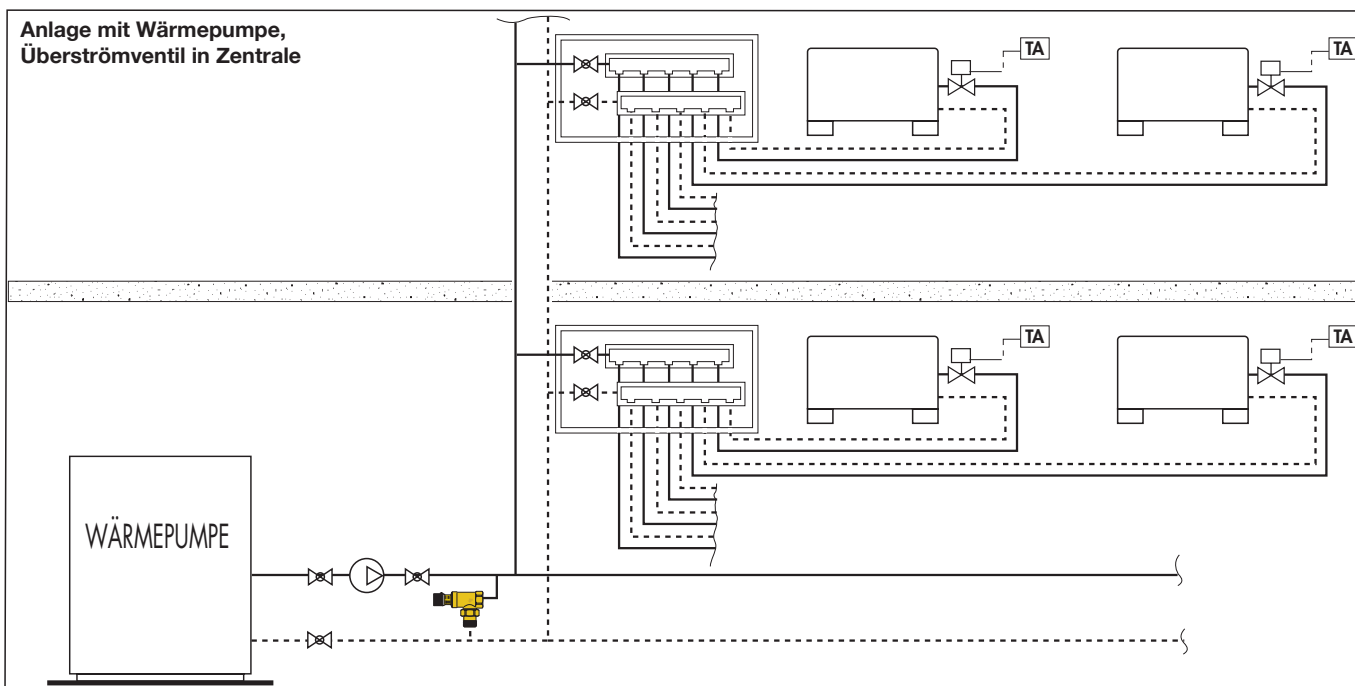 Anlage mit Wärmepumpe,
Überströmventil in Zentrale
TA
TA
TA
TA
WÄRMEPUMPE